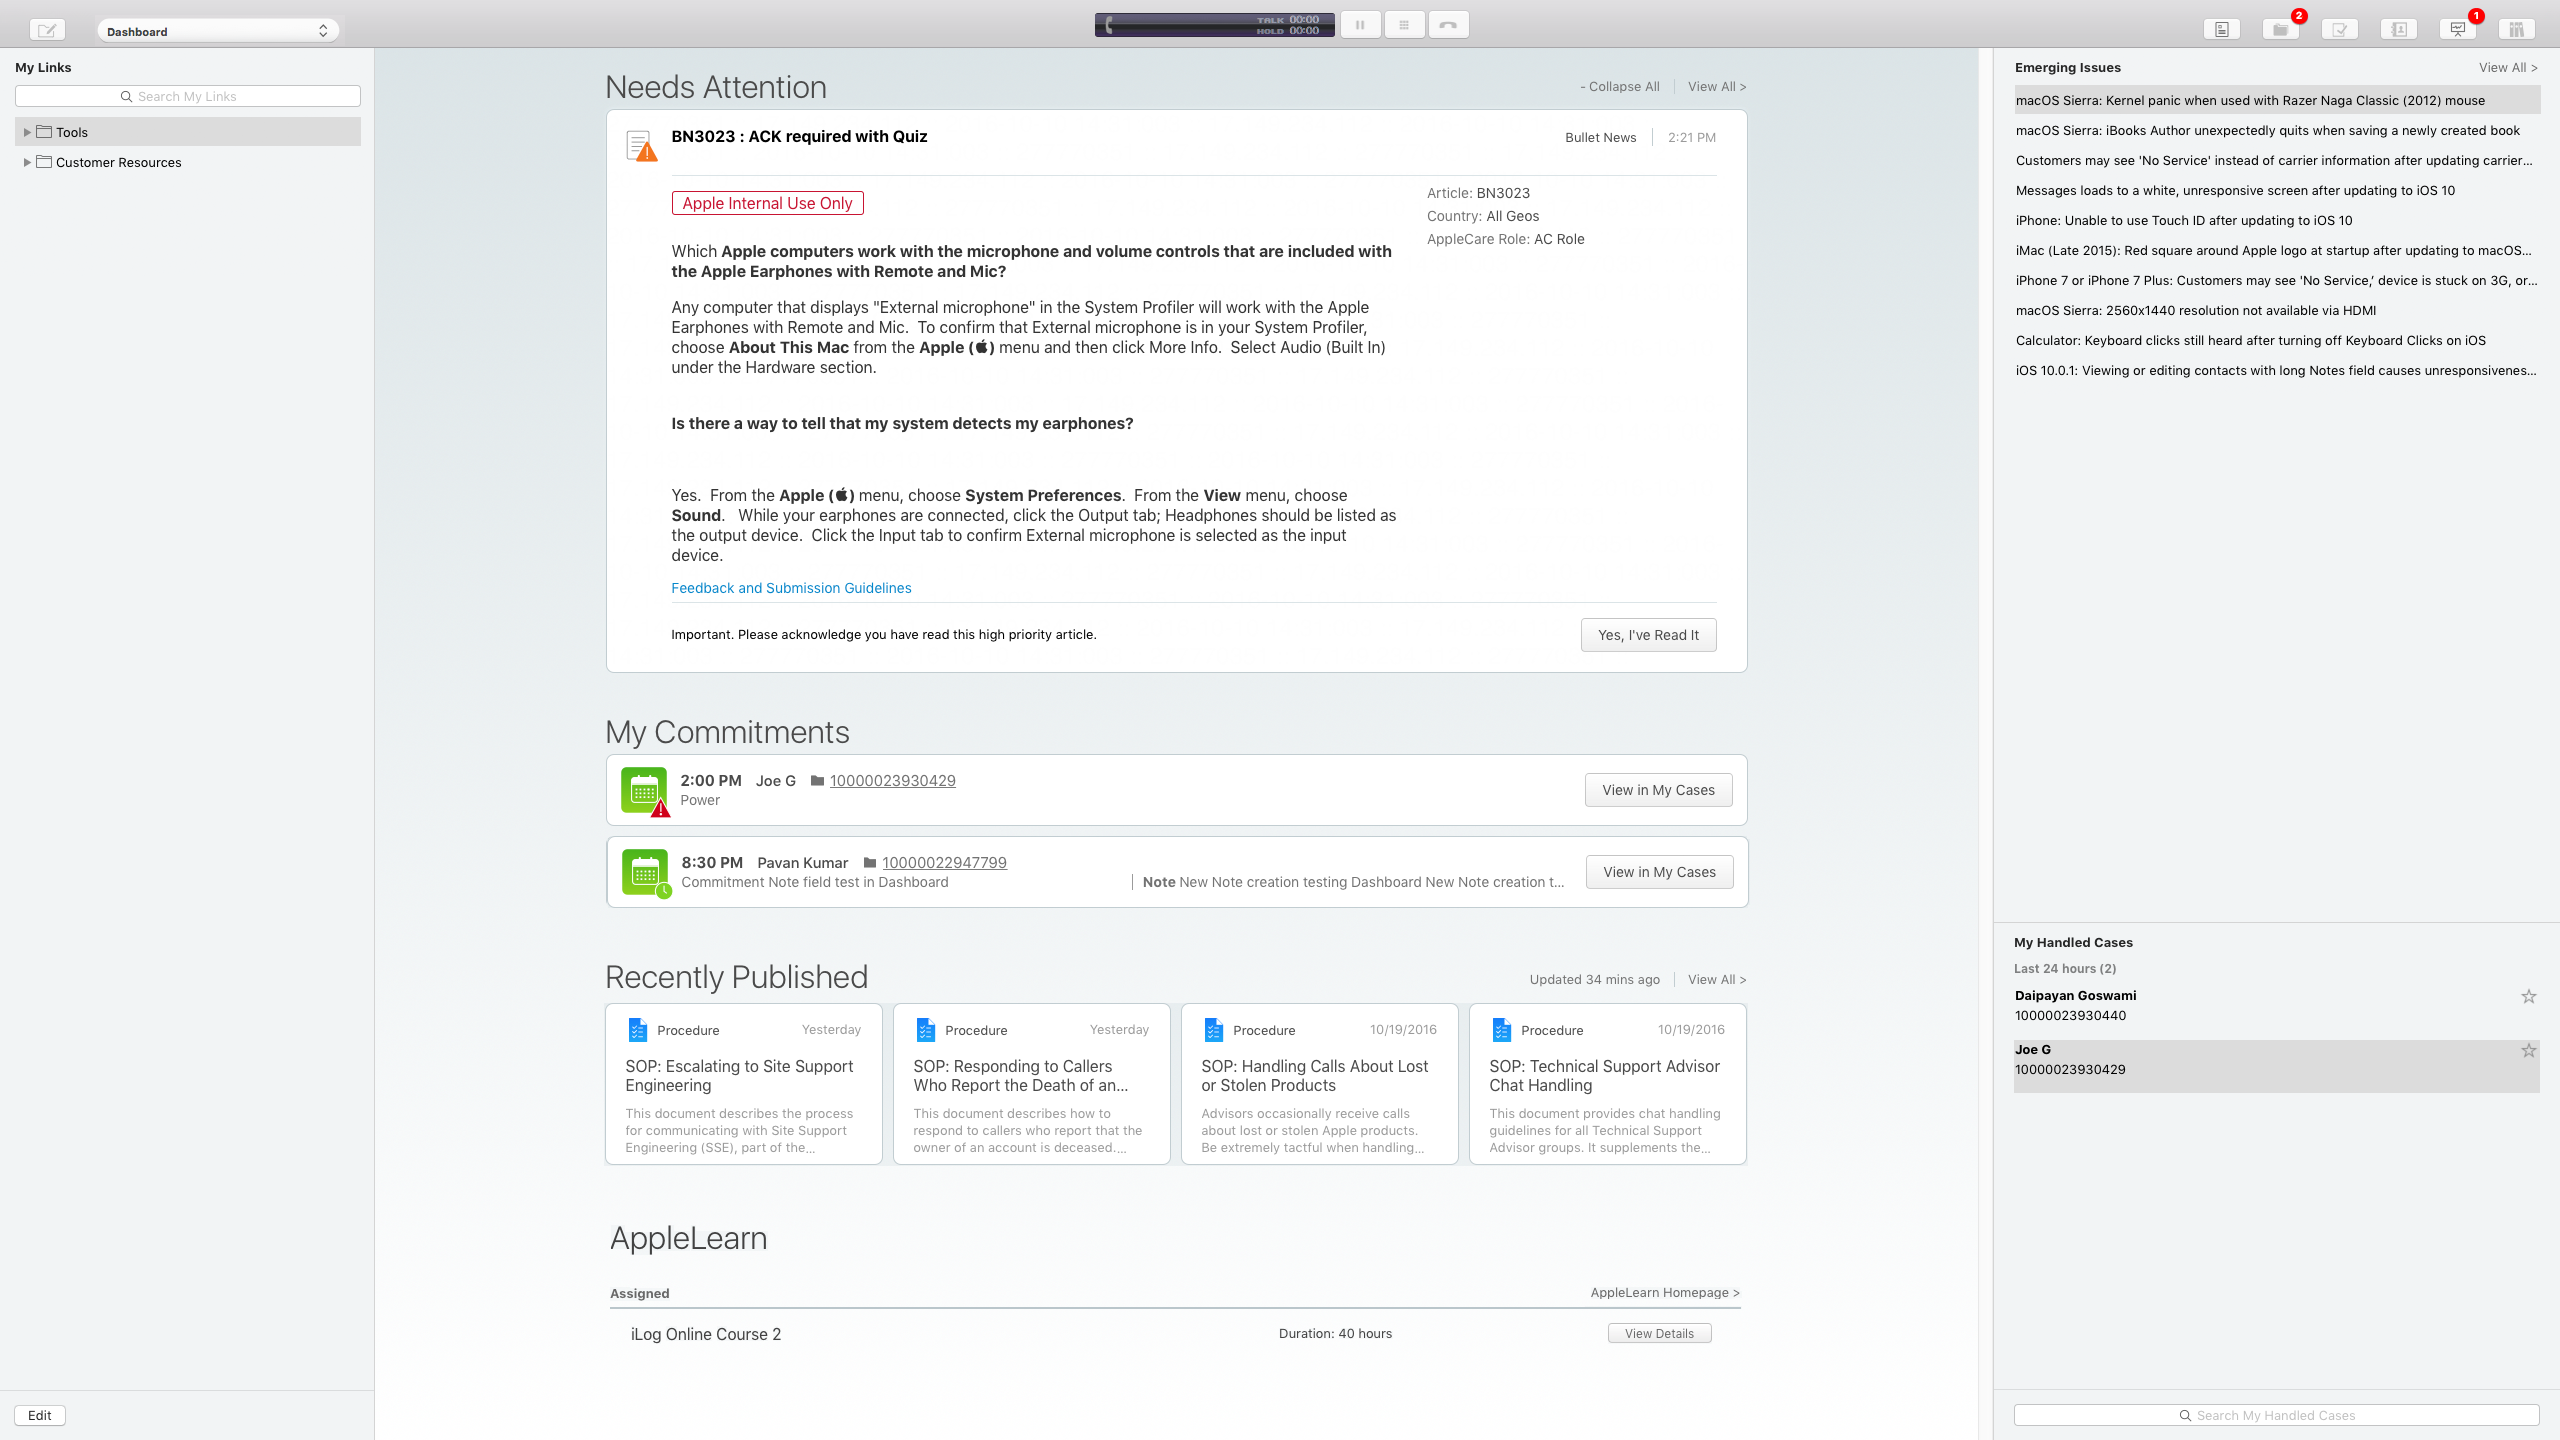 Dashboard
TALK 00:00
HOLD 00:00
2
1
My Links
Search My Links
Tools
Customer Resources
Edit
Needs Attention
- Collapse All
View All >
BN3023 : ACK required with Quiz
Bullet News
2:21 PM
Apple Internal Use Only
Article: BN3023
Country: All Geos
AppleCare Role: AC Role
Which Apple computers work with the microphone and volume controls that are included with
the Apple Earphones with Remote and Mic?
Any computer that displays "External microphone" in the System Profiler will work with the Apple
Earphones with Remote and Mic.  To confirm that External microphone is in your System Profiler,
choose About This Mac from the Apple () menu and then click More Info.  Select Audio (Built In)
under the Hardware section.
Is there a way to tell that my system detects my earphones?
Yes.  From the Apple () menu, choose System Preferences.  From the View menu, choose
Sound.   While your earphones are connected, click the Output tab; Headphones should be listed as
the output device.  Click the Input tab to confirm External microphone is selected as the input
device.
Feedback and Submission Guidelines
Important. Please acknowledge you have read this high priority article.
Yes, I've Read It
My Commitments
2:00 PM Joe G 10000023930429
Power
View in My Cases
8:30 PM Pavan Kumar 10000022947799
Commitment Note field test in Dashboard
Note New Note creation testing Dashboard New Note creation t...
View in My Cases
Recently Published
Updated 34 mins ago
View All >
Procedure
Yesterday
SOP: Escalating to Site Support
Engineering
This document describes the process
for communicating with Site Support
Engineering (SSE), part of the...
Procedure
Yesterday
SOP: Responding to Callers
Who Report the Death of an...
This document describes how to
respond to callers who report that the
owner of an account is deceased....
Procedure
10/19/2016
SOP: Handling Calls About Lost
or Stolen Products
Advisors occasionally receive calls
about lost or stolen Apple products.
Be extremely tactful when handling...
Procedure
10/19/2016
SOP: Technical Support Advisor
Chat Handling
This document provides chat handling
guidelines for all Technical Support
Advisor groups. It supplements the...
AppleLearn
Assigned
AppleLearn Homepage >
iLog Online Course 2
Duration: 40 hours
View Details
Emerging Issues
View All >
macOS Sierra: Kernel panic when used with Razer Naga Classic (2012) mouse
macOS Sierra: iBooks Author unexpectedly quits when saving a newly created book
Customers may see 'No Service' instead of carrier information after updating carrier...
Messages loads to a white, unresponsive screen after updating to iOS 10
iPhone: Unable to use Touch ID after updating to iOS 10
iMac (Late 2015): Red square around Apple logo at startup after updating to macOS...
iPhone 7 or iPhone 7 Plus: Customers may see 'No Service,’ device is stuck on 3G, or...
macOS Sierra: 2560x1440 resolution not available via HDMI
Calculator: Keyboard clicks still heard after turning off Keyboard Clicks on iOS
iOS 10.0.1: Viewing or editing contacts with long Notes field causes unresponsivenes...
My Handled Cases
Last 24 hours (2)
Daipayan Goswami
10000023930440
Joe G
10000023930429
Search My Handled Cases